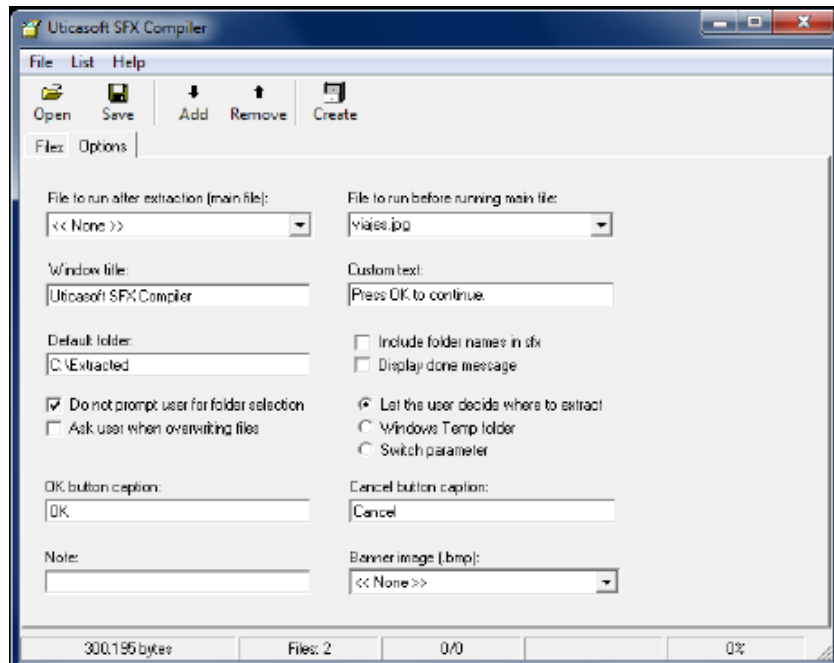 Uticasoft SFX Compiler
File List Help
Open Save Add Remove Create
Files Options
File to run after extraction (main file): File to run before running main file:
<< None >> viajes.jpg
Window title: Custom text:
Uticasoft SFX Compiler Press OK to continue.
Default folder: Include folder names in sfx
C:\Extracted Display done message
Do not prompt user for folder selection Let the user decide where to extract
Ask user when overwriting files Windows Temp folder
Switch parameter
OK button caption: Cancel button caption:
OK Cancel
Note: Banner image (.bmp):
<< None >>
300.195 bytes Files: 2 0/0 0%